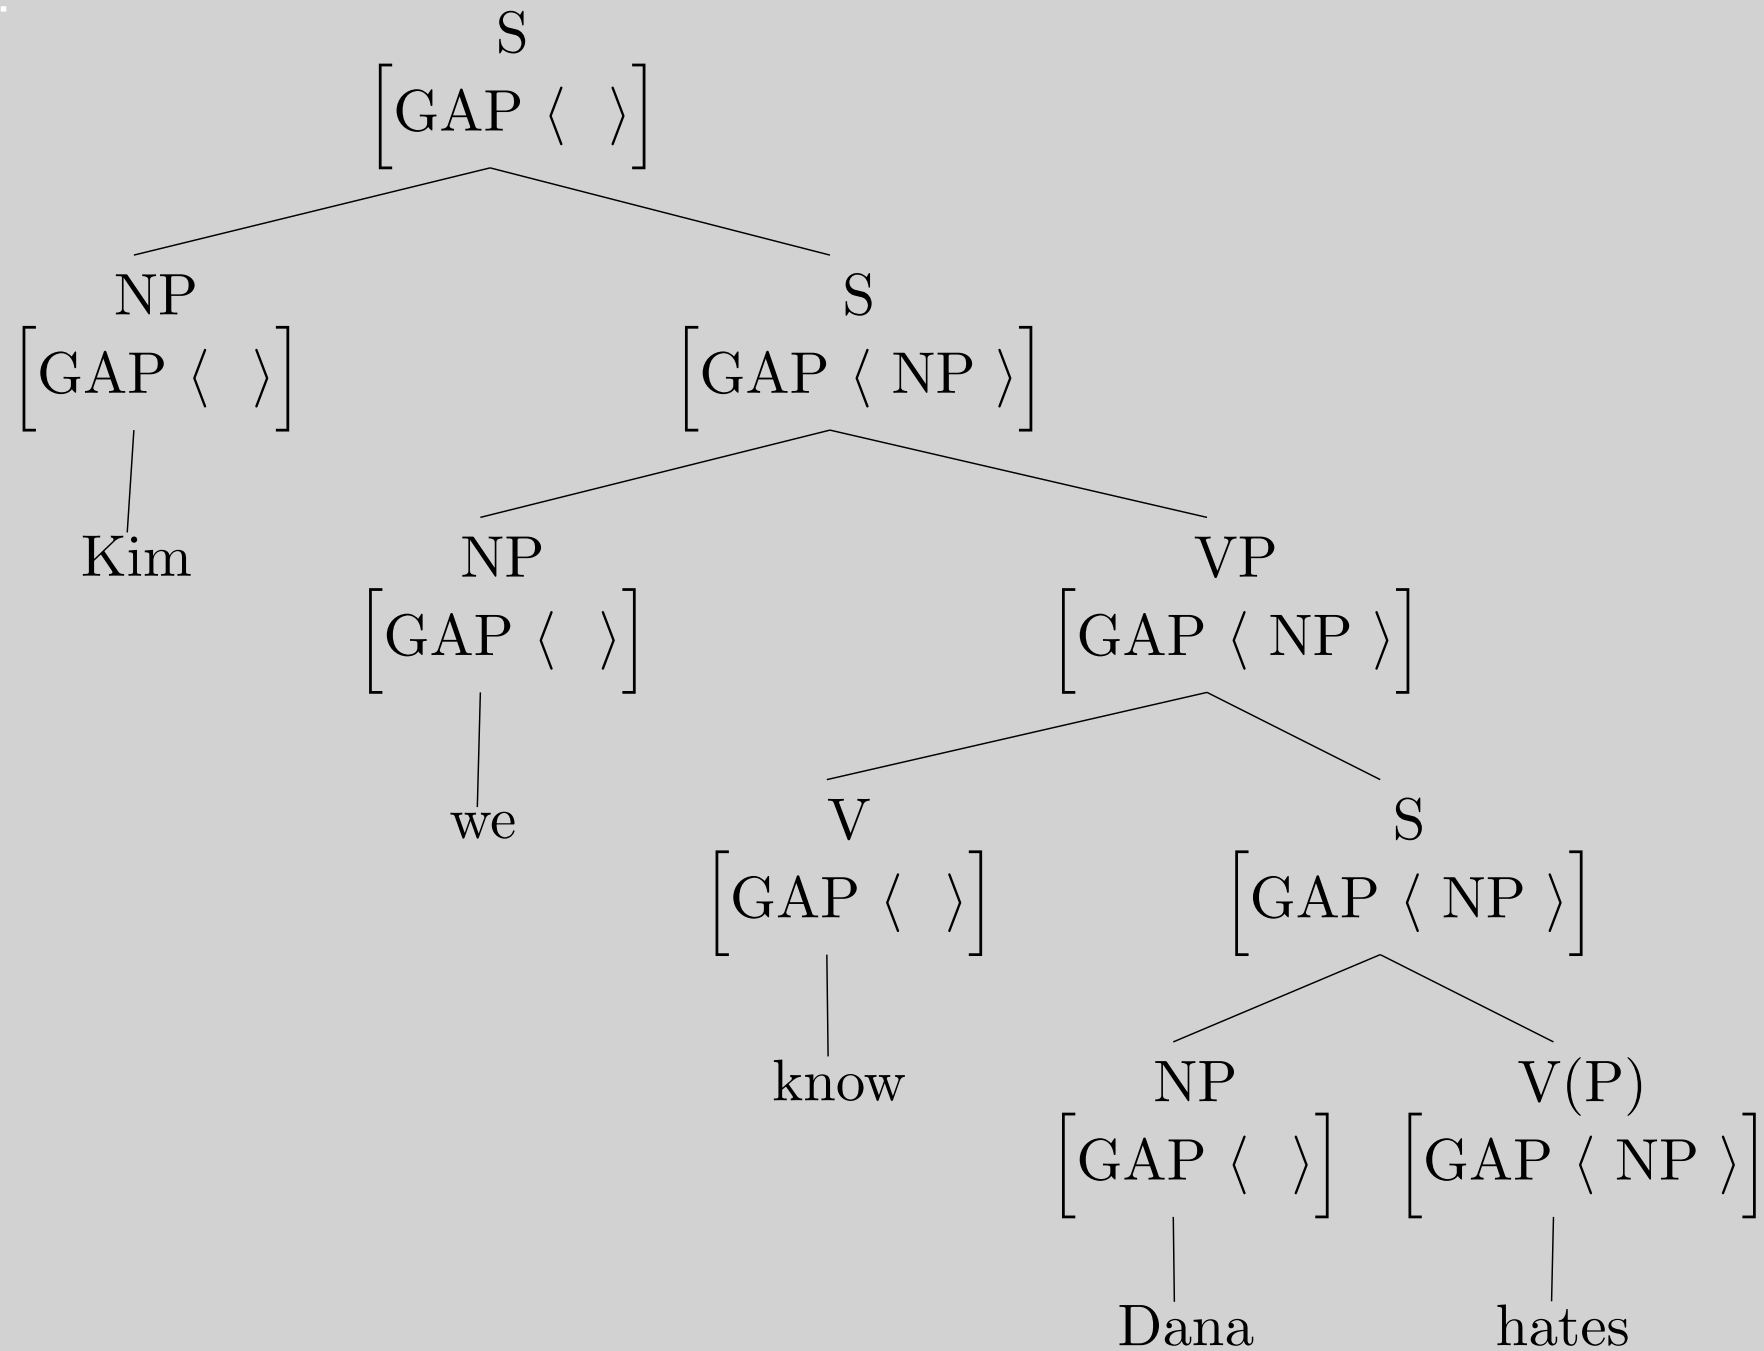 S
[GAP ⟨ ⟩]
NP S
[GAP ⟨ ⟩] [GAP ⟨ NP ⟩]
Kim NP VP
[GAP ⟨ ⟩] [GAP ⟨ NP ⟩]
we V S
[GAP ⟨ ⟩] [GAP ⟨ NP ⟩]
know NP V(P)
[GAP ⟨ ⟩] [GAP ⟨ NP ⟩]
Dana hates